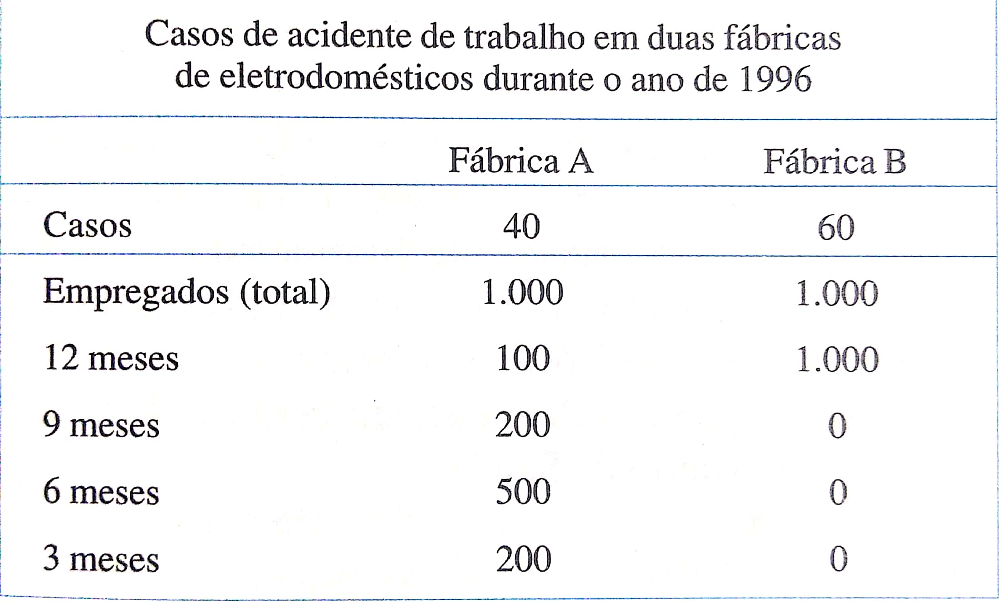 Casos de acidente de trabalho em duas fábricas
de eletrodomésticos durante o ano de 1996
Fábrica A Fábrica B
Casos 40 60
Empregados (total) 1.000 1.000
12 meses 100 1.000
9 meses 200 0
6 meses 500 0
3 meses 200 0